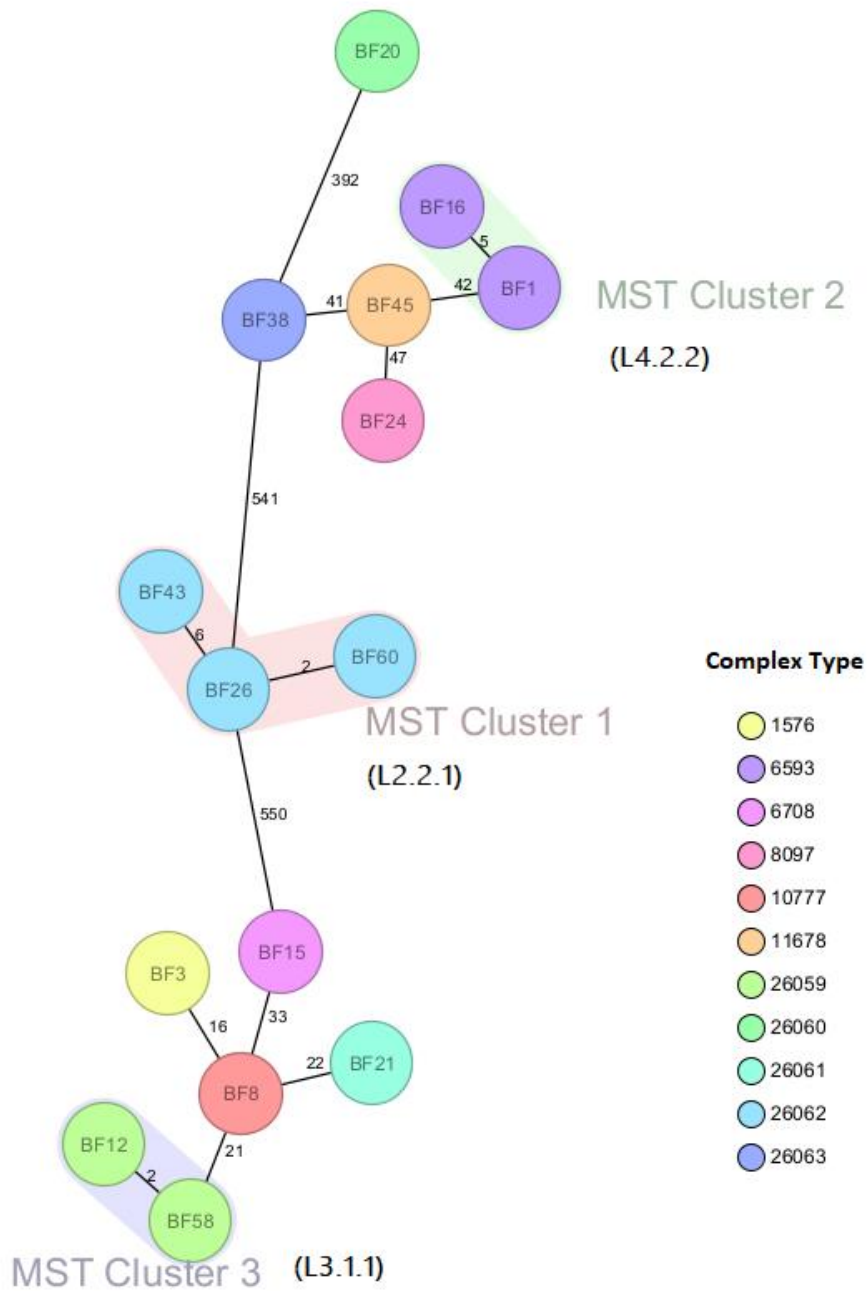 BF20
392
BF16
5
BF1
42
BF45
41
BF38
47
BF24
MST Cluster 2
(L4.2.2)
541
BF43
6
BF26
2
BF60
MST Cluster 1
(L2.2.1)
550
BF15
BF3
16
33
BF8
22
BF21
21
BF12
2
BF58
MST Cluster 3
(L3.1.1)
Complex Type
1576
6593
6708
8097
10777
11678
26059
26060
26061
26062
26063